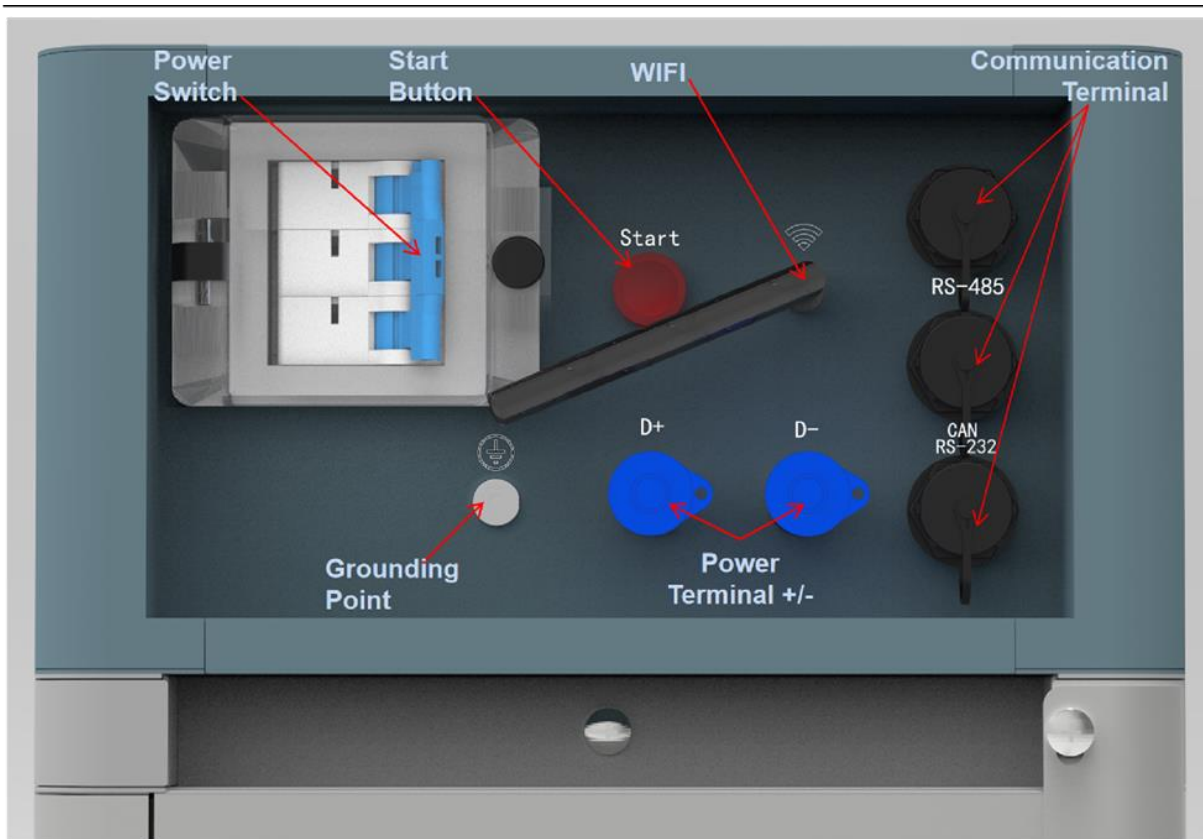 Power
Switch
Start
Button
WIFI
Communication
Terminal
Start
RS-485
D+
D-
CAN
RS-232
Grounding
Point
Power
Terminal +/-